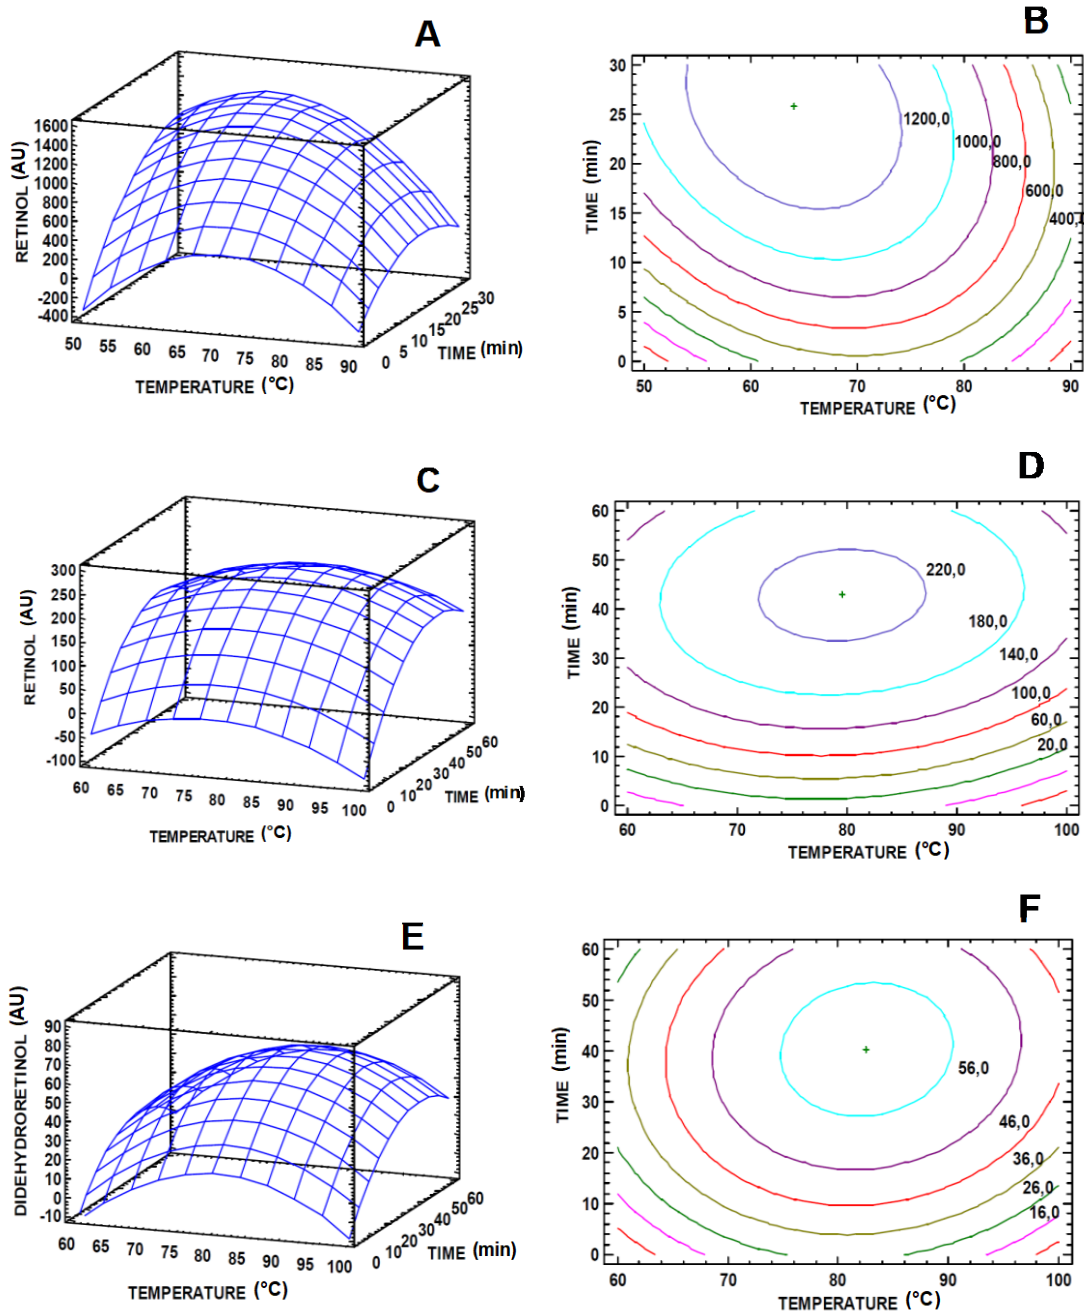 A
RETINOL (AU)
1600
1400
1200
1000
800
600
400
200
0
-200
-400
50 55 60 65 70 75 80 85 90
TEMPERATURE (°C)
0 5 10 15 20 25 30
TIME (min)
B
TIME (min)
30
25
20
15
10
5
0
1200,0
1000,0
800,0
600,0
400,0
50 60 70 80 90
TEMPERATURE (°C)
C
RETINOL (AU)
300
250
200
150
100
50
0
-50
-100
60 65 70 75 80 85 90 95 100
TEMPERATURE (°C)
0 10 20 30 40 50 60
TIME (min)
D
TIME (min)
60
50
40
30
20
10
0
220,0
180,0
140,0
100,0
60,0
20,0
60 70 80 90 100
TEMPERATURE (°C)
E
DIDEHYDRORETINOL (AU)
90
80
70
60
50
40
30
20
10
0
-10
60 65 70 75 80 85 90 95 100
TEMPERATURE (°C)
0 10 20 30 40 50 60
TIME (min)
F
TIME (min)
60
50
40
30
20
10
0
56,0
46,0
36,0
26,0
16,0
60 70 80 90 100
TEMPERATURE (°C)